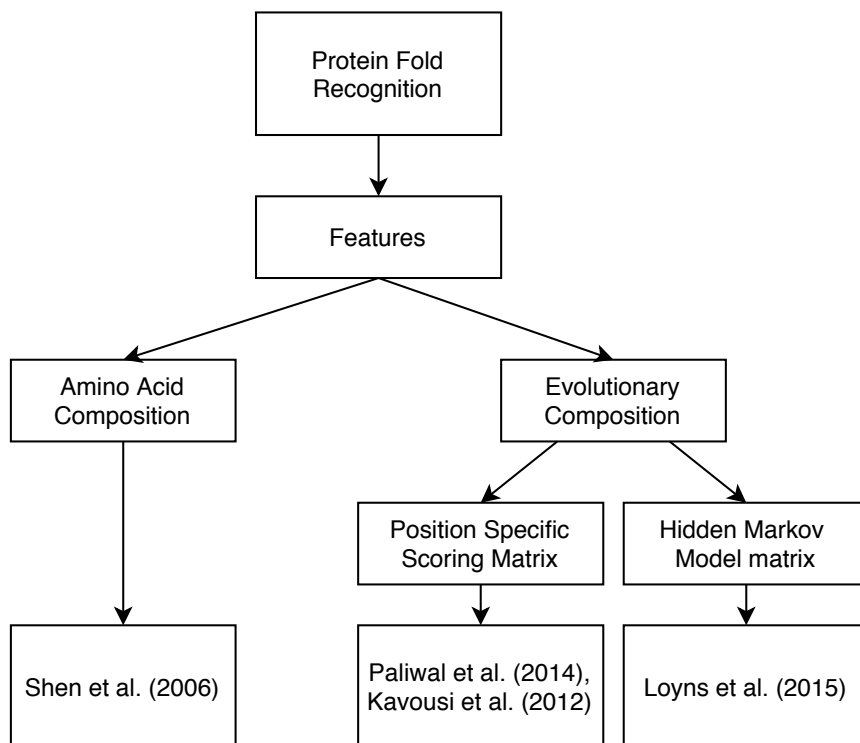 Protein Fold
Recognition
Features
Amino Acid
Composition
Evolutionary
Composition
Position Specific
Scoring Matrix
Hidden Markov
Model matrix
Shen et al. (2006)
Paliwal et al. (2014),
Kavousi et al. (2012)
Loyns et al. (2015)